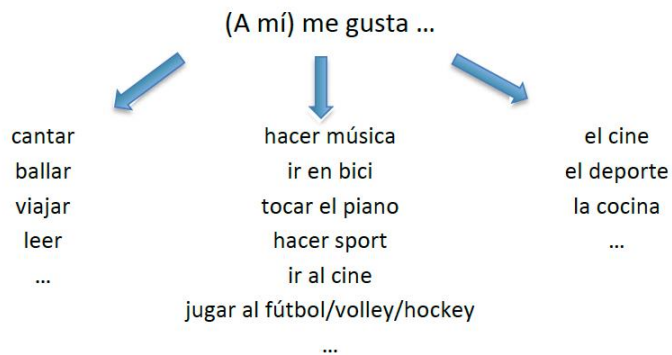 (A mí) me gusta ...
cantar
ballar
viajar
leer
...
hacer música
ir en bici
tocar el piano
hacer sport
ir al cine
jugar al fútbol/volley/hockey
...
el cine
el deporte
la cocina
...